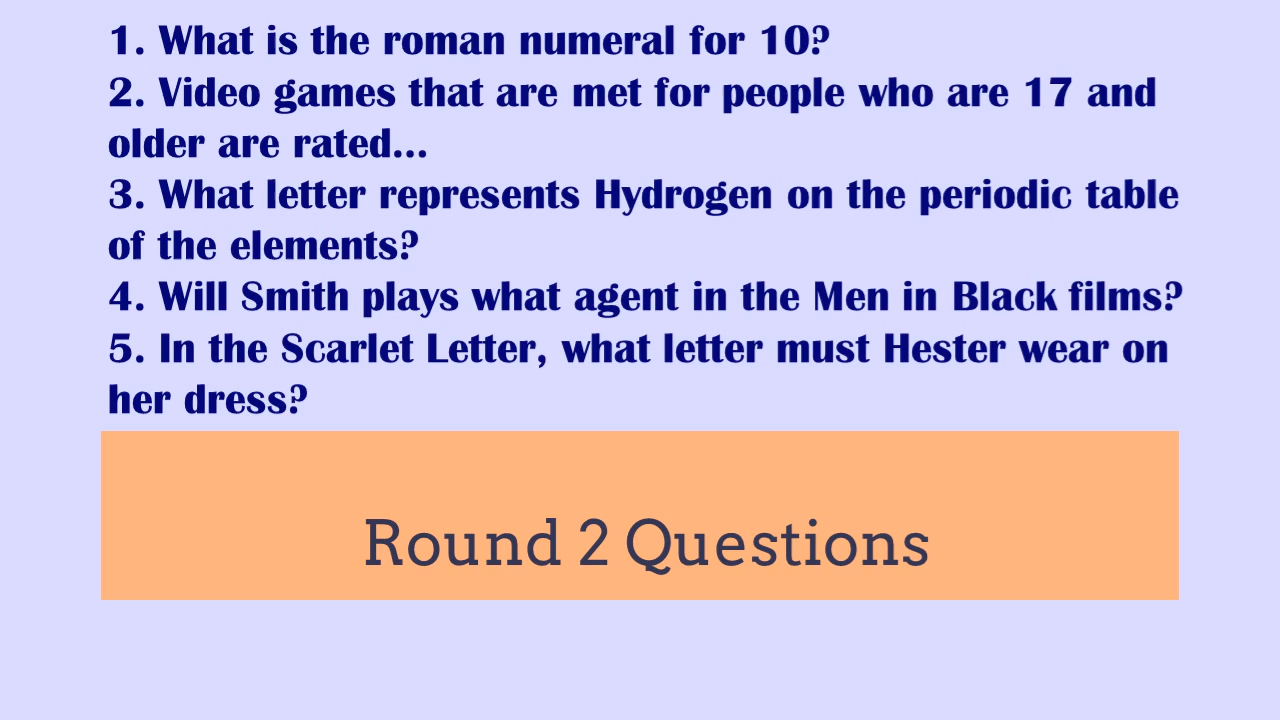 1. What is the roman numeral for 10?
2. Video games that are met for people who are 17 and
older are rated...
3. What letter represents Hydrogen on the periodic table
of the elements?
4. Will Smith plays what agent in the Men in Black films?
5. In the Scarlet Letter, what letter must Hester wear on
her dress?
Round 2 Questions